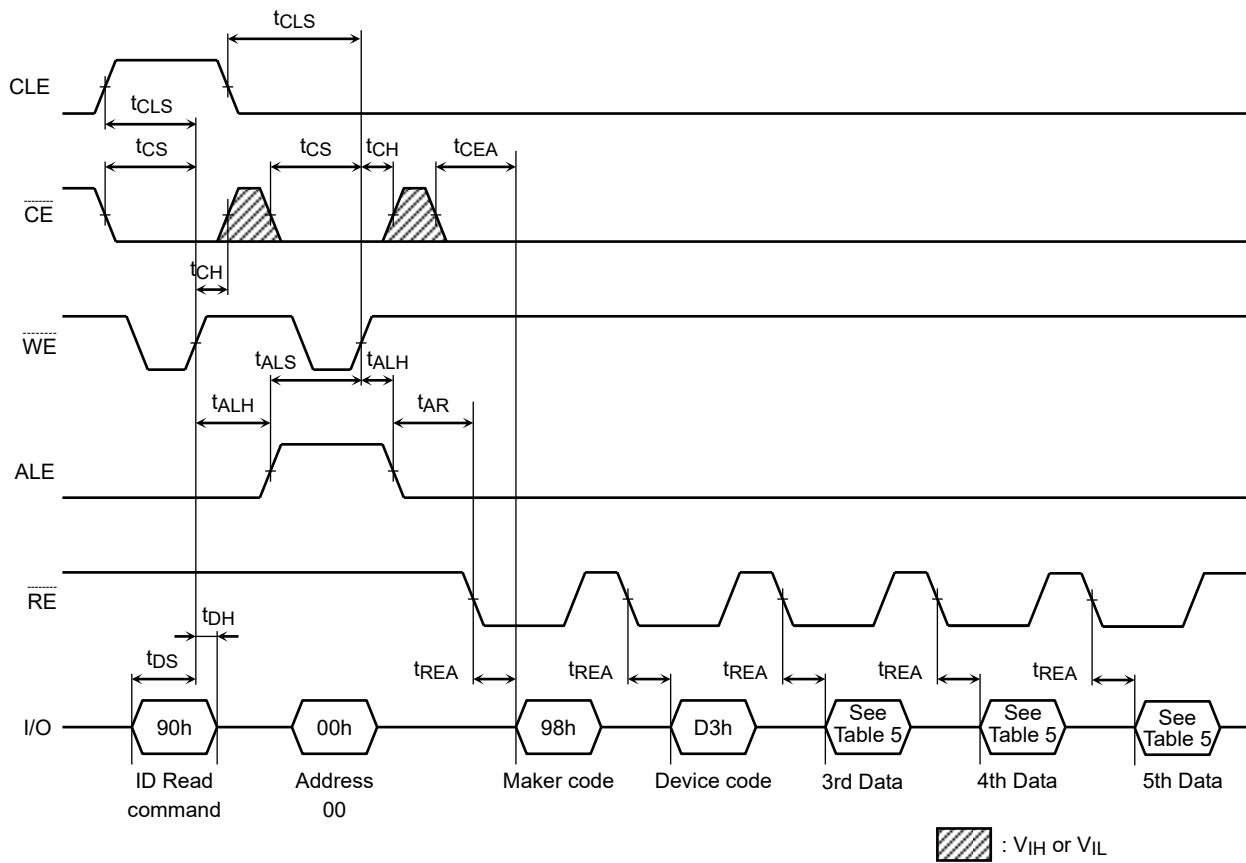 tCLS
CLE
tCLS
tCS
tCS
tCH
tCEA
CE
tCH
WE
tALS
tALH
tALH
tAR
ALE
RE
tDH
tDS
tREA
tREA
tREA
tREA
tREA
I/O
90h
00h
98h
D3h
See
Table 5
See
Table 5
See
Table 5
ID Read
command
Address
00
Maker code
Device code
3rd Data
4th Data
5th Data
: VIH or VIL